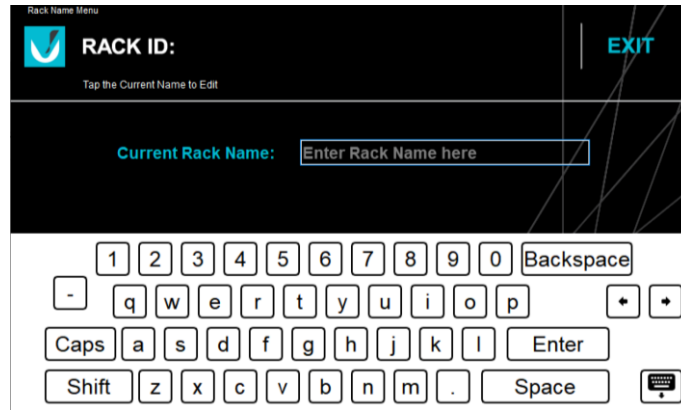 Rack Name Menu
RACK ID:
EXIT
Tap the Current Name to Edit
Current Rack Name: Enter Rack Name here
1 2 3 4 5 6 7 8 9 0 Backspace
- q w e r t y u i o p
Caps a s d f g h j k l Enter
Shift z x c v b n m . Space